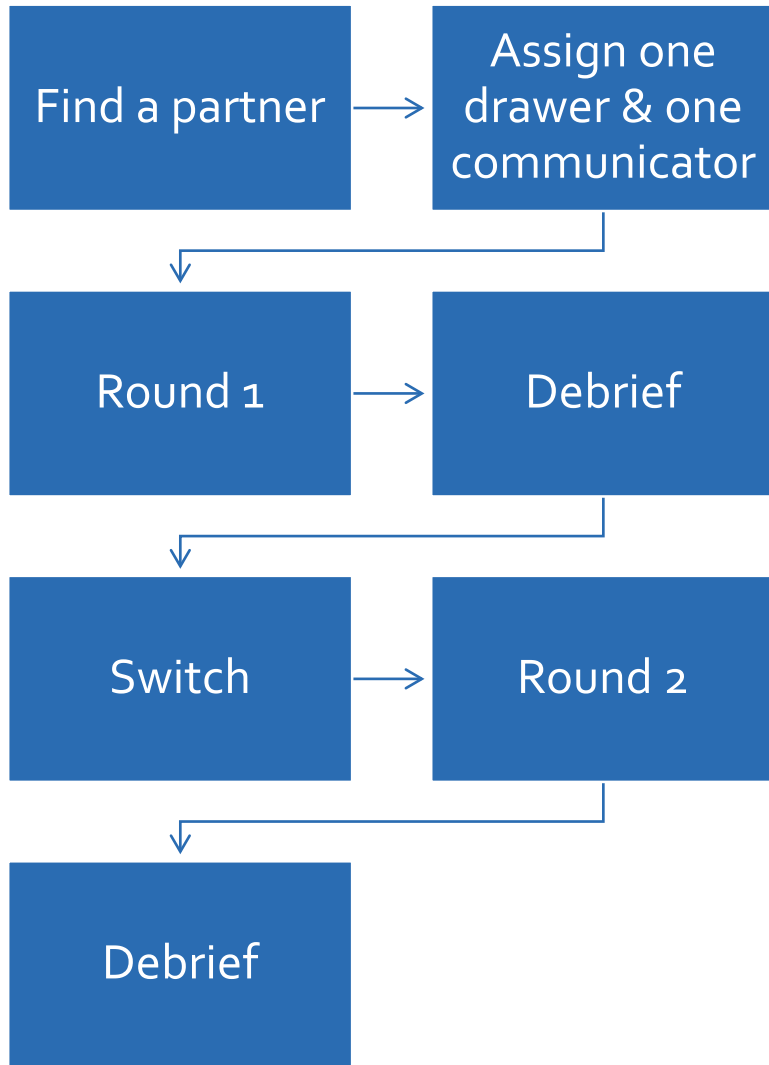 Find a partner
Assign one
drawer & one
communicator
Round 1
Debrief
Switch
Round 2
Debrief